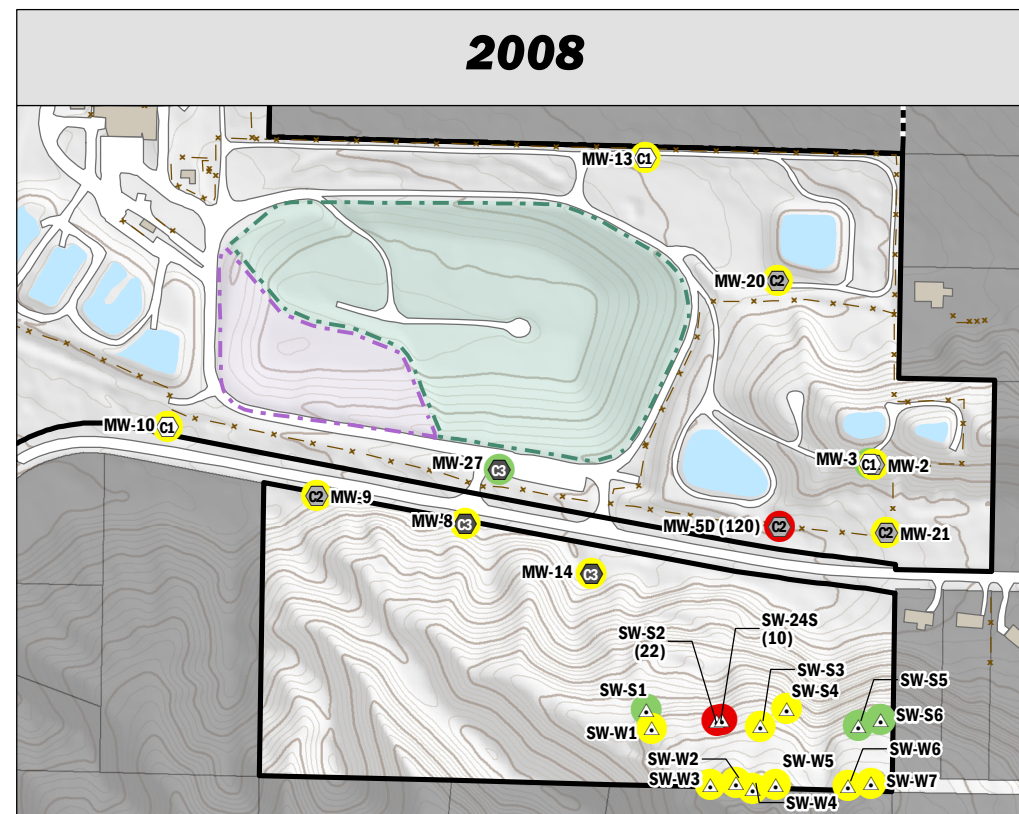 2008
MW-13 C1
MW-20 C2
MW-10 C1
MW-27 C3
MW-3 C1 MW-2
C2 MW-9
MW-8 C3
MW-5D (120) C2
C2 MW-21
MW-14 C3
SW-24S
(10)
SW-S2
(22)
SW-S3
SW-S5
SW-S1
SW-S4
SW-S6
SW-W1
SW-W6
SW-W2
SW-W5
SW-W3
SW-W7
SW-W4